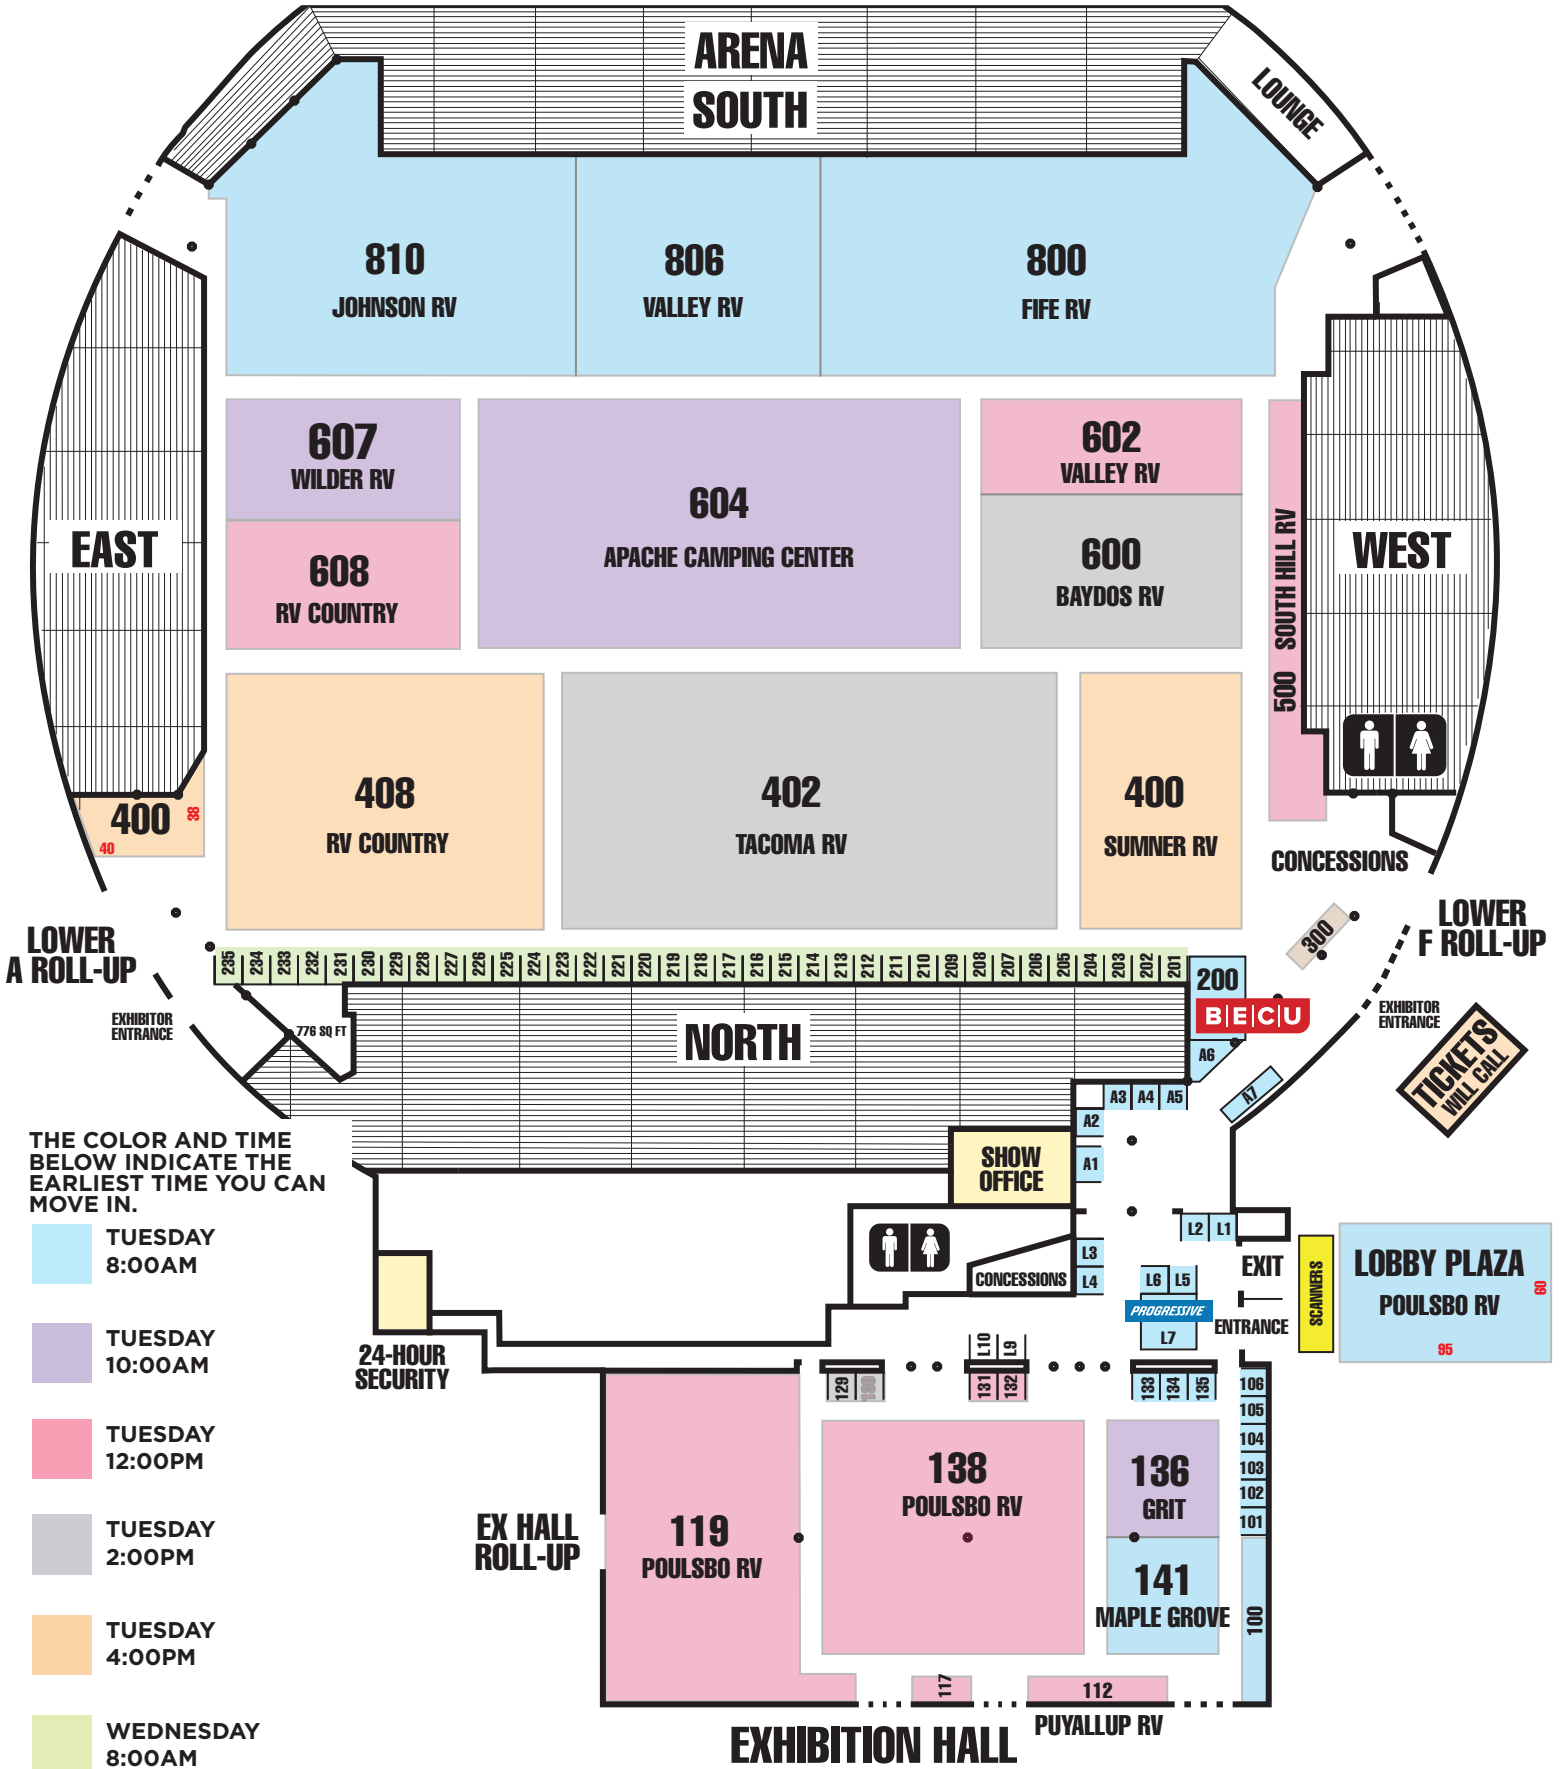 ARENA
SOUTH
LOUNGE
810
JOHNSON RV
806
VALLEY RV
800
FIFE RV
607
WILDER RV
608
RV COUNTRY
604
APACHE CAMPING CENTER
602
VALLEY RV
600
BAYDOS RV
500 SOUTH HILL RV
EAST
WEST
400
38
40
408
RV COUNTRY
402
TACOMA RV
400
SUMNER RV
CONCESSIONS
300
LOWER
A ROLL-UP
LOWER
F ROLL-UP
EXHIBITOR
ENTRANCE
EXHIBITOR
ENTRANCE
TICKETS
WILL CALL
235 234 233 232 231 230 229 228 227 226 225 224 223 222 221 220 219 218 217 216 215 214 213 212 211 210 209 208 207 206 205 204 203 202 201
200
BECU
776 SQ FT
NORTH
A6
A7
A3 A4 A5
A2
A1
SHOW
OFFICE
THE COLOR AND TIME
BELOW INDICATE THE
EARLIEST TIME YOU CAN
MOVE IN.
TUESDAY
8:00AM
TUESDAY
10:00AM
TUESDAY
12:00PM
TUESDAY
2:00PM
TUESDAY
4:00PM
WEDNESDAY
8:00AM
L2 L1
L3
L4
CONCESSIONS
L6 L5
PROGRESSIVE
L7
EXIT
ENTRANCE
SCANNERS
LOBBY PLAZA
POULSBO RV
60
95
24-HOUR
SECURITY
L10 L9
129 130
131 132
133 134 135
106
105
104
103
102
101
100
119
POULSBO RV
138
POULSBO RV
136
GRIT
141
MAPLE GROVE
EX HALL
ROLL-UP
117
112
PUYALLUP RV
EXHIBITION HALL